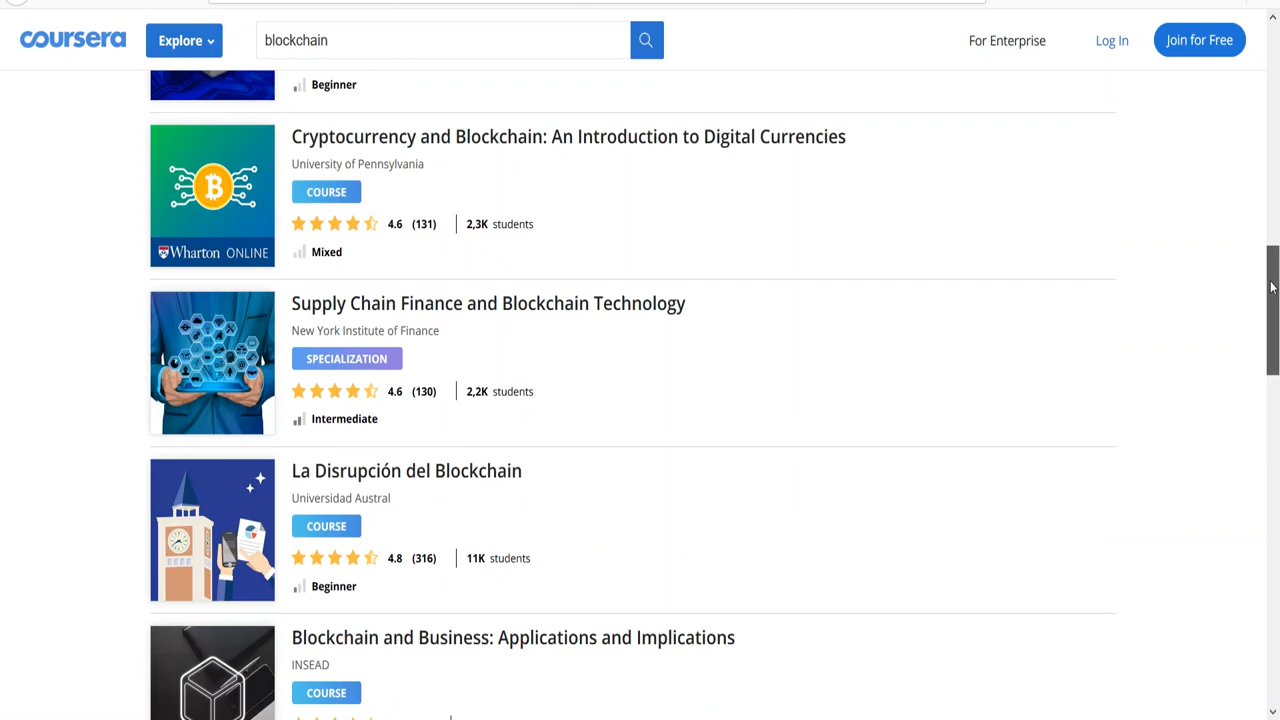 coursera Explore blockchain For Enterprise Log In Join for Free
Beginner
Cryptocurrency and Blockchain: An Introduction to Digital Currencies
University of Pennsylvania
COURSE
4.6 (131) 2,3K students
Wharton ONLINE
Mixed
Supply Chain Finance and Blockchain Technology
New York Institute of Finance
SPECIALIZATION
4.6 (130) 2,2K students
Intermediate
La Disrupción del Blockchain
Universidad Austral
COURSE
4.8 (316) 11K students
Beginner
Blockchain and Business: Applications and Implications
INSEAD
COURSE